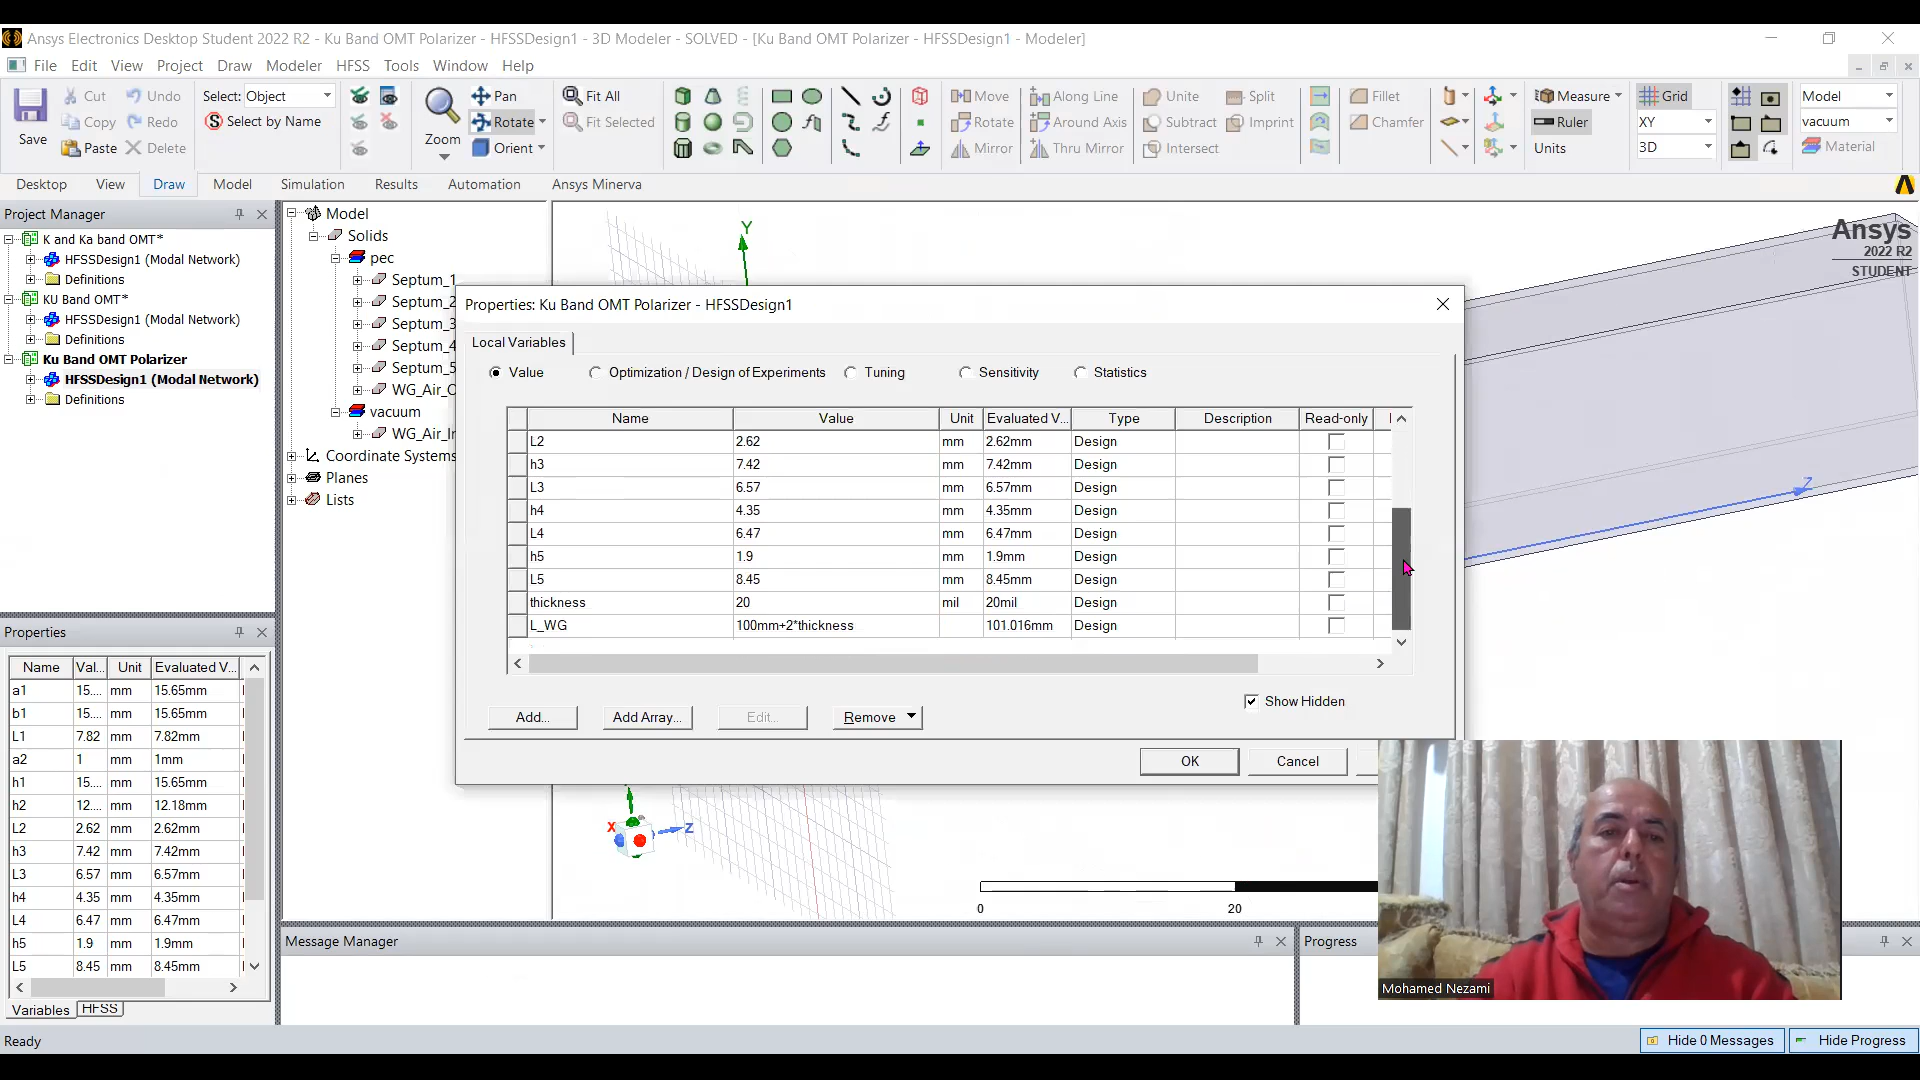 Ansys Electronics Desktop Student 2022 R2 - Ku Band OMT Polarizer - HFSSDesign1 - 3D Modeler - SOLVED - [Ku Band OMT Polarizer - HFSSDesign1 - Modeler]
File Edit View Project Draw Modeler HFSS Tools Window Help
Save
Cut
Copy
Paste
Undo
Redo
Delete
Select: Object
Select by Name
Zoom
Pan
Rotate
Orient
Fit All
Fit Selected
Move
Rotate
Mirror
Along Line
Around Axis
Thru Mirror
Unite
Subtract
Intersect
Split
Imprint
Fillet
Chamfer
Measure
Ruler
Units
Grid
XY
3D
Model
vacuum
Material
Desktop View Draw Model Simulation Results Automation Ansys Minerva
Project Manager
K and Ka band OMT*
HFSSDesign1 (Modal Network)
Definitions
KU Band OMT*
HFSSDesign1 (Modal Network)
Definitions
Ku Band OMT Polarizer
HFSSDesign1 (Modal Network)
Definitions
Model
Solids
pec
Septum_1
Septum_2
Septum_3
Septum_4
Septum_5
WG_Air_O
vacuum
WG_Air_In
Coordinate Systems
Planes
Lists
Y
Z
Ansys
2022 R2
STUDENT
Properties: Ku Band OMT Polarizer - HFSSDesign1
Local Variables
Value Optimization / Design of Experiments Tuning Sensitivity Statistics
Name Value Unit Evaluated V... Type Description Read-only
L2 2.62 mm 2.62mm Design
h3 7.42 mm 7.42mm Design
L3 6.57 mm 6.57mm Design
h4 4.35 mm 4.35mm Design
L4 6.47 mm 6.47mm Design
h5 1.9 mm 1.9mm Design
L5 8.45 mm 8.45mm Design
thickness 20 mil 20mil Design
L_WG 100mm+2*thickness 101.016mm Design
Show Hidden
Add... Add Array... Edit... Remove
OK Cancel
Properties
Name Val... Unit Evaluated V...
a1 15.... mm 15.65mm
b1 15.... mm 15.65mm
L1 7.82 mm 7.82mm
a2 1 mm 1mm
h1 15.... mm 15.65mm
h2 12.... mm 12.18mm
L2 2.62 mm 2.62mm
h3 7.42 mm 7.42mm
L3 6.57 mm 6.57mm
h4 4.35 mm 4.35mm
L4 6.47 mm 6.47mm
h5 1.9 mm 1.9mm
L5 8.45 mm 8.45mm
Variables HFSS
X Z
0 20
Message Manager
Progress
Mohamed Nezami
Ready
Hide 0 Messages Hide Progress